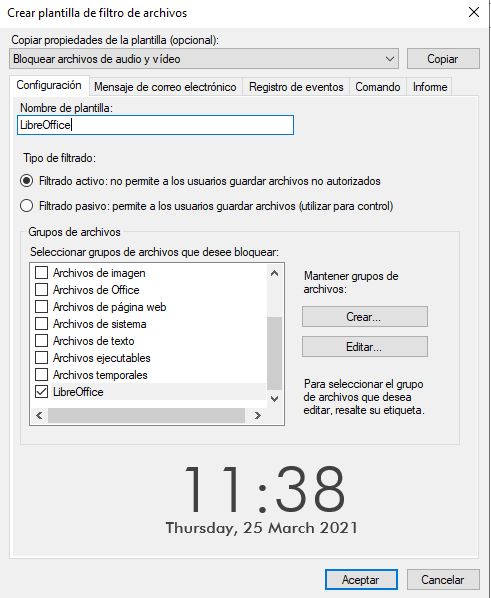 Crear plantilla de filtro de archivos
Copiar propiedades de la plantilla (opcional):
Bloquear archivos de audio y vídeo
Copiar
Configuración
Mensaje de correo electrónico
Registro de eventos
Comando
Informe
Nombre de plantilla:
LibreOffice
Tipo de filtrado:
Filtrado activo: no permite a los usuarios guardar archivos no autorizados
Filtrado pasivo: permite a los usuarios guardar archivos (utilizar para control)
Grupos de archivos
Seleccionar grupos de archivos que desee bloquear:
Archivos de imagen
Archivos de Office
Archivos de página web
Archivos de sistema
Archivos de texto
Archivos ejecutables
Archivos temporales
LibreOffice
Mantener grupos de
archivos:
Crear...
Editar...
Para seleccionar el grupo
de archivos que desea
editar, resalte su etiqueta.
11:38
Thursday, 25 March 2021
Aceptar
Cancelar